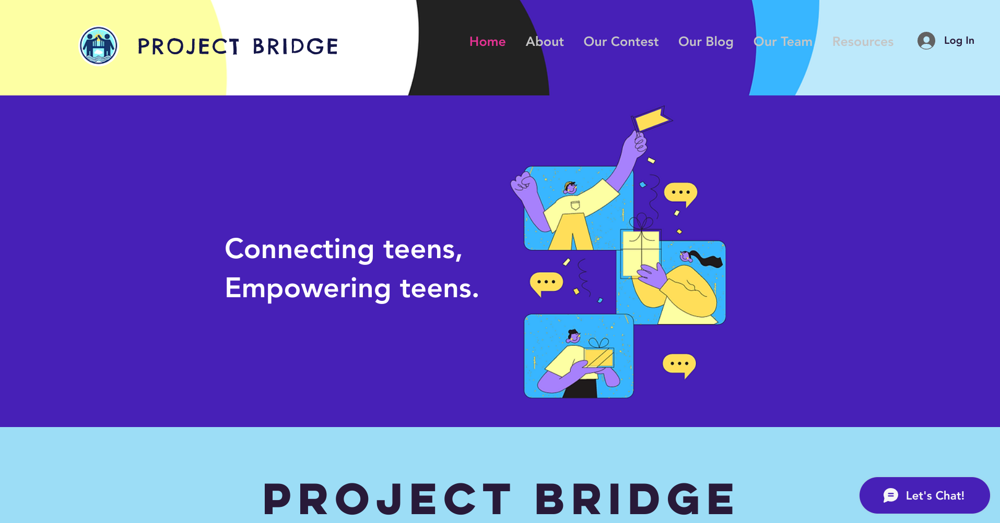 PROJECT BRIDGE
Home About Our Contest Our Blog Our Team Resources Log In
Connecting teens,
Empowering teens.
PROJECT BRIDGE
Let's Chat!